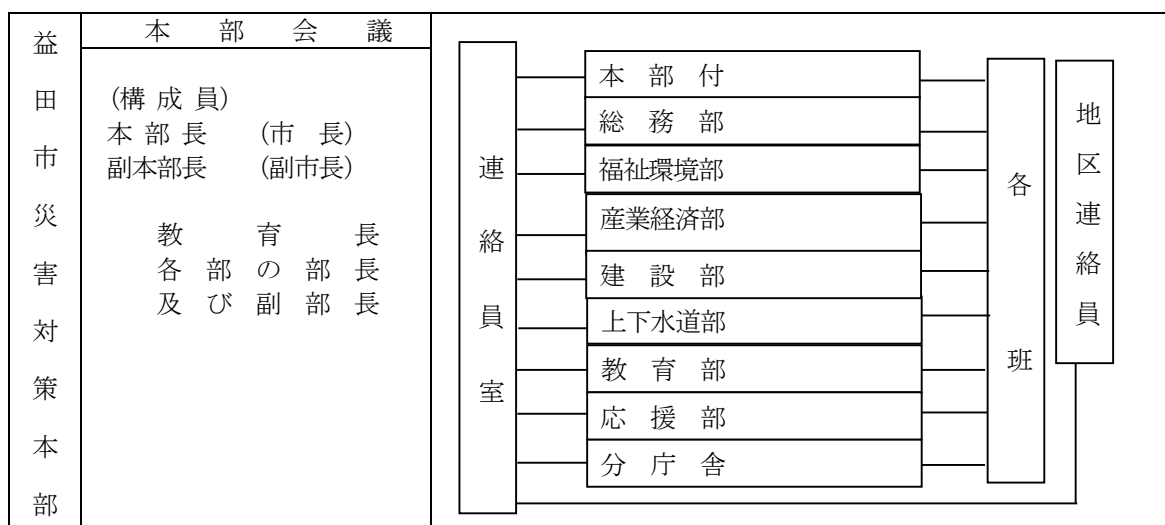 益田市災害対策本部
本部会議
(構成員)
本部長 (市長)
副本部長 (副市長)
教育長
各部の部長
及び副部長
連絡員室
本部付
総務部
福祉環境部
産業経済部
建設部
上下水道部
教育部
応援部
分庁舎
各班
地区連絡員